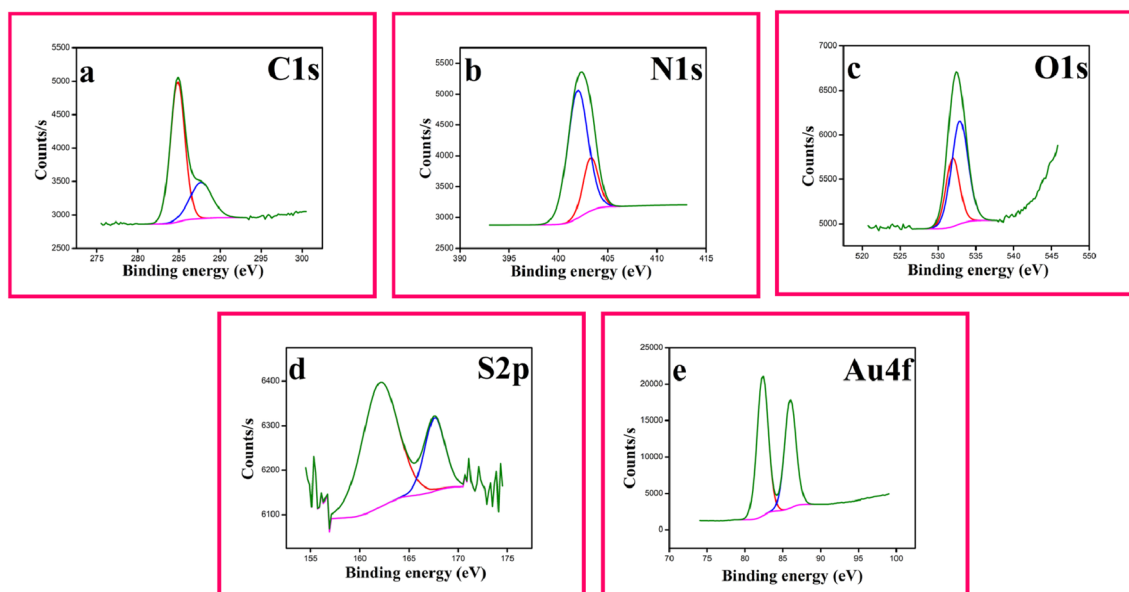 a
C1s
5500
5000
4500
4000
3500
3000
2500
275 280 285 290 295 300
Counts/s
Binding energy (eV)
b
N1s
6000
5500
5000
4500
4000
3500
3000
2500
390 395 400 405 410 415
Counts/s
Binding energy (eV)
c
O1s
7000
6500
6000
5500
5000
520 525 530 535 540 545 550
Counts/s
Binding energy (eV)
d
S2p
6400
6300
6200
6100
155 160 165 170 175
Counts/s
Binding energy (eV)
e
Au4f
25000
20000
15000
10000
5000
0
70 74 80 85 90 95 100
Counts/s
Binding energy (eV)